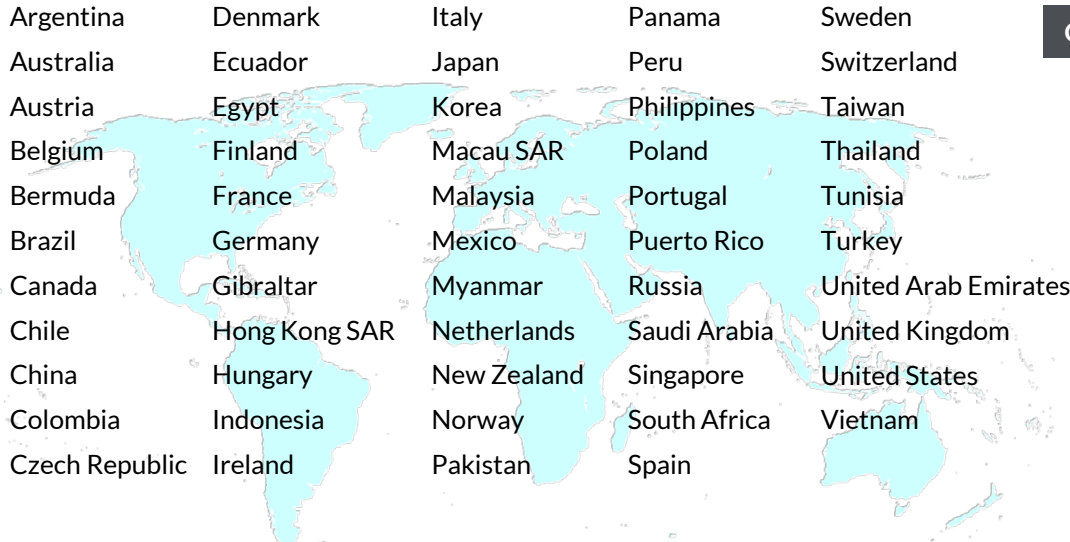 Argentina
Australia
Austria
Belgium
Bermuda
Brazil
Canada
Chile
China
Colombia
Czech Republic
Denmark
Ecuador
Egypt
Finland
France
Germany
Gibraltar
Hong Kong SAR
Hungary
Indonesia
Ireland
Italy
Japan
Korea
Macau SAR
Malaysia
Mexico
Myanmar
Netherlands
New Zealand
Norway
Pakistan
Panama
Peru
Philippines
Poland
Portugal
Puerto Rico
Russia
Saudi Arabia
Singapore
South Africa
Spain
Sweden
Switzerland
Taiwan
Thailand
Tunisia
Turkey
United Arab Emirates
United Kingdom
United States
Vietnam